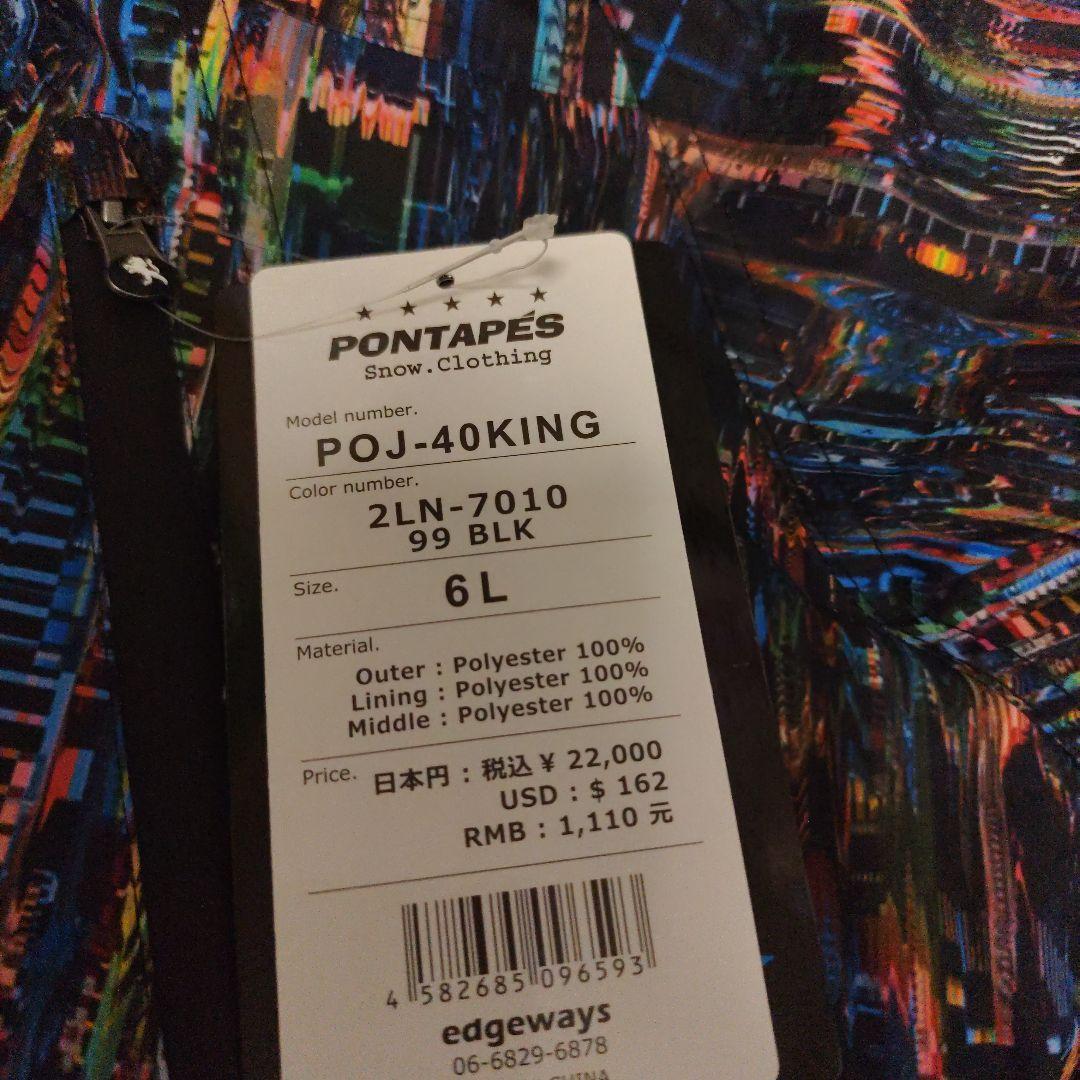 PONTAPÉS
Snow.Clothing
Model number.
POJ-40KING
Color number.
2LN-7010
99 BLK
Size.
6L
Material.
Outer : Polyester 100%
Lining : Polyester 100%
Middle : Polyester 100%
Price.
日本円 : 税込 ¥ 22,000
USD : $ 162
RMB : 1,110 元
4 582685 096593
edgeways
06-6829-6878
CHINA